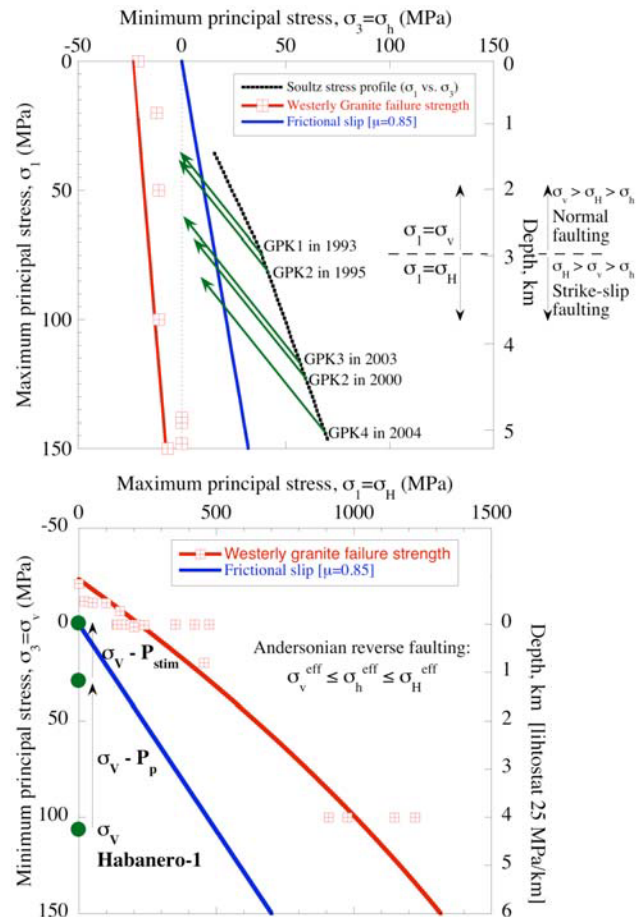 Minimum principal stress, σ3=σh (MPa)
-50 0 50 100 150
Maximum principal stress, σ1 (MPa)
0
50
100
150
Soultz stress profile (σ1 vs. σ3)
Westerly Granite failure strength
Frictional slip [μ=0.85]
GPK1 in 1993
GPK2 in 1995
GPK3 in 2003
GPK2 in 2000
GPK4 in 2004
σ1=σv
σ1=σH
Depth, km
0
1
2
3
4
5
σv > σH > σh
Normal
faulting
σH > σv > σh
Strike-slip
faulting
Maximum principal stress, σ1=σH (MPa)
0 500 1000 1500
Minimum principal stress, σ3=σv (MPa)
-50
0
50
100
150
Westerly granite failure strength
Frictional slip [μ=0.85]
Andersonian reverse faulting:
σv^eff ≤ σh^eff ≤ σH^eff
σv - Pstim
σv - Pp
σv
Habanero-1
Depth, km [lihtostat 25 MPa/km]
0
1
2
3
4
5
6